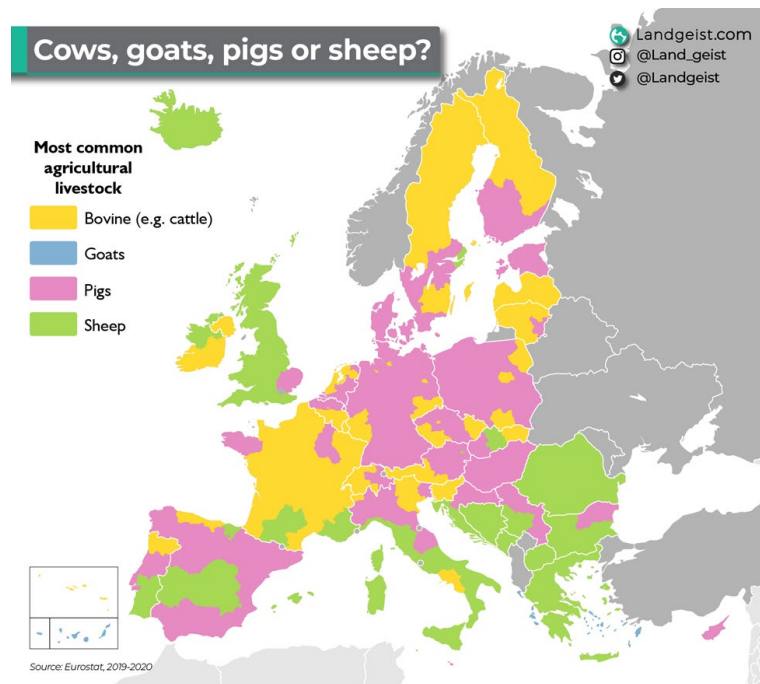 Cows, goats, pigs or sheep?
Landgeist.com
@Land_geist
@Landgeist
Most common
agricultural
livestock
Bovine (e.g. cattle)
Goats
Pigs
Sheep
Source: Eurostat, 2019-2020